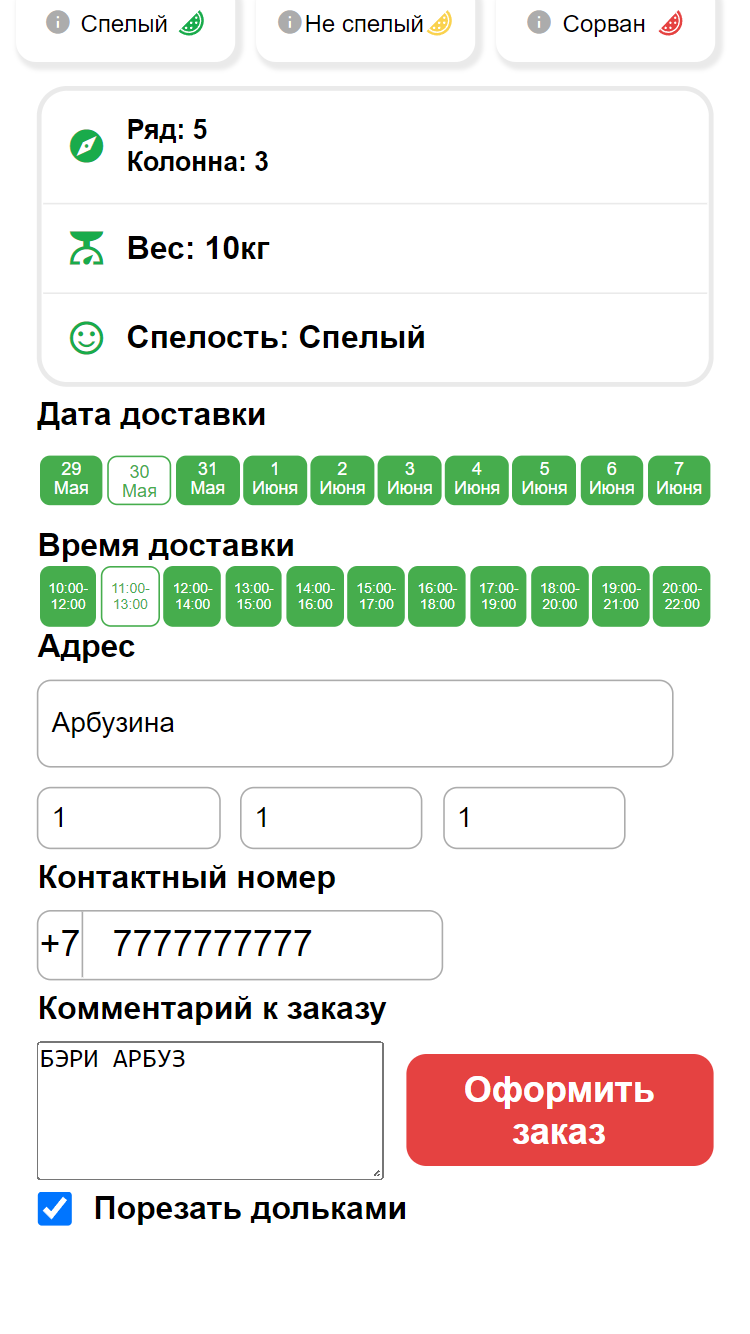 Спелый
Не спелый
Сорван
Ряд: 5
Колонна: 3
Вес: 10кг
Спелость: Спелый
Дата доставки
29 Мая
30 Мая
31 Мая
1 Июня
2 Июня
3 Июня
4 Июня
5 Июня
6 Июня
7 Июня
Время доставки
10:00-12:00
11:00-13:00
12:00-14:00
13:00-15:00
14:00-16:00
15:00-17:00
16:00-18:00
17:00-19:00
18:00-20:00
19:00-21:00
20:00-22:00
Адрес
Арбузина
1 1 1
Контактный номер
+7 7777777777
Комментарий к заказу
БЭРИ АРБУЗ
Оформить
заказ
Порезать дольками